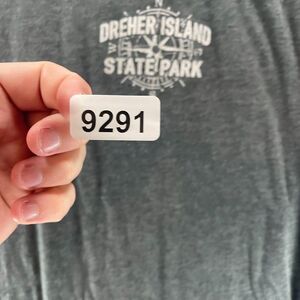 N
DREHER ISLAND
W E
STATE PARK
9291